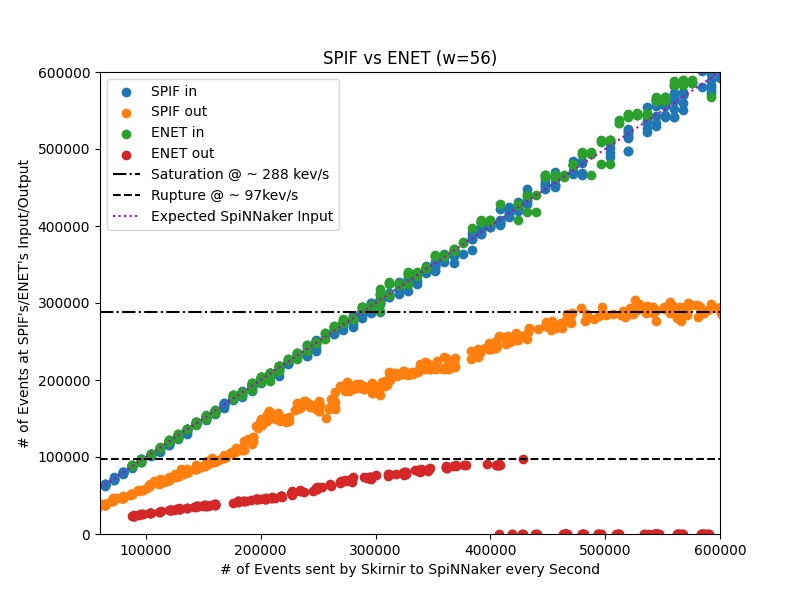 SPIF vs ENET (w=56)
600000
500000
400000
300000
200000
100000
0
# of Events at SPIF's/ENET's Input/Output
SPIF in
SPIF out
ENET in
ENET out
Saturation @ ~ 288 kev/s
Rupture @ ~ 97kev/s
Expected SpiNNaker Input
100000
200000
300000
400000
500000
600000
# of Events sent by Skirnir to SpiNNaker every Second